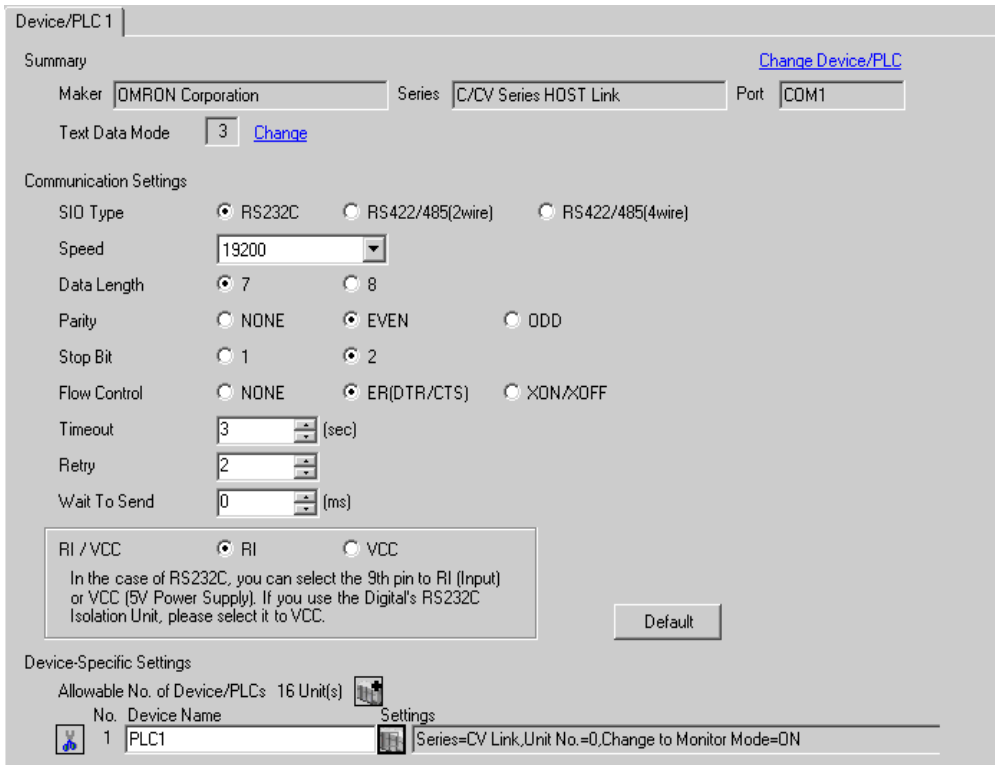 Device/PLC 1
Summary Change Device/PLC
Maker OMRON Corporation Series C/CV Series HOST Link Port COM1
Text Data Mode 3 Change
Communication Settings
SIO Type RS232C RS422/485(2wire) RS422/485(4wire)
Speed 19200
Data Length 7 8
Parity NONE EVEN ODD
Stop Bit 1 2
Flow Control NONE ER(DTR/CTS) XON/XOFF
Timeout 3 (sec)
Retry 2
Wait To Send 0 (ms)
RI / VCC RI VCC
In the case of RS232C, you can select the 9th pin to RI (Input)
or VCC (5V Power Supply). If you use the Digital's RS232C
Isolation Unit, please select it to VCC.
Default
Device-Specific Settings
Allowable No. of Device/PLCs 16 Unit(s)
No. Device Name Settings
1 PLC1 Series=CV Link,Unit No.=0,Change to Monitor Mode=ON